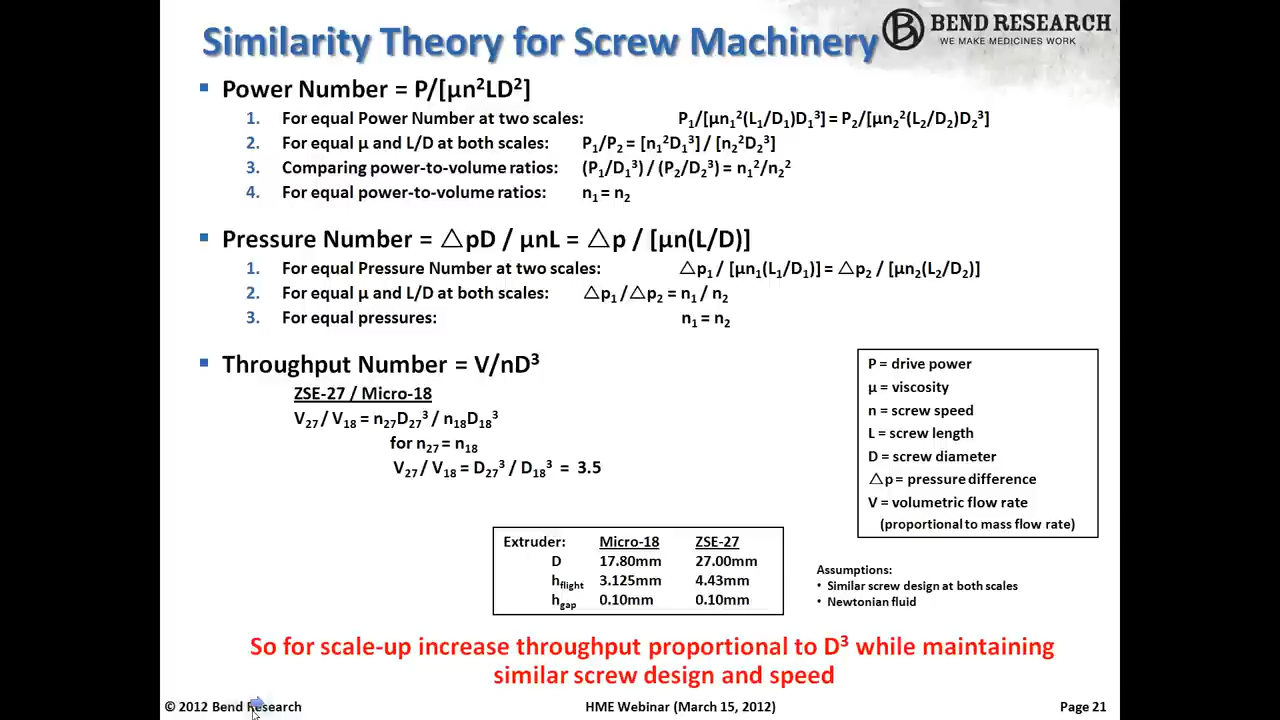 Similarity Theory for Screw Machinery
BEND RESEARCH
WE MAKE MEDICINES WORK
▪ Power Number = P/[µn²LD²]
1. For equal Power Number at two scales: P₁/[µn₁²(L₁/D₁)D₁³] = P₂/[µn₂²(L₂/D₂)D₂³]
2. For equal µ and L/D at both scales: P₁/P₂ = [n₁²D₁³] / [n₂²D₂³]
3. Comparing power-to-volume ratios: (P₁/D₁³) / (P₂/D₂³) = n₁²/n₂²
4. For equal power-to-volume ratios: n₁ = n₂
▪ Pressure Number = △pD / µnL = △p / [µn(L/D)]
1. For equal Pressure Number at two scales: △p₁ / [µn₁(L₁/D₁)] = △p₂ / [µn₂(L₂/D₂)]
2. For equal µ and L/D at both scales: △p₁ / △p₂ = n₁ / n₂
3. For equal pressures: n₁ = n₂
▪ Throughput Number = V/nD³
ZSE-27 / Micro-18
V₂₇ / V₁₈ = n₂₇D₂₇³ / n₁₈D₁₈³
for n₂₇ = n₁₈
V₂₇ / V₁₈ = D₂₇³ / D₁₈³ = 3.5
P = drive power
µ = viscosity
n = screw speed
L = screw length
D = screw diameter
△p = pressure difference
V = volumetric flow rate
(proportional to mass flow rate)
Extruder: Micro-18 ZSE-27
D 17.80mm 27.00mm
h_flight 3.125mm 4.43mm
h_gap 0.10mm 0.10mm
Assumptions:
• Similar screw design at both scales
• Newtonian fluid
So for scale-up increase throughput proportional to D³ while maintaining
similar screw design and speed
© 2012 Bend Research
HME Webinar (March 15, 2012)
Page 21